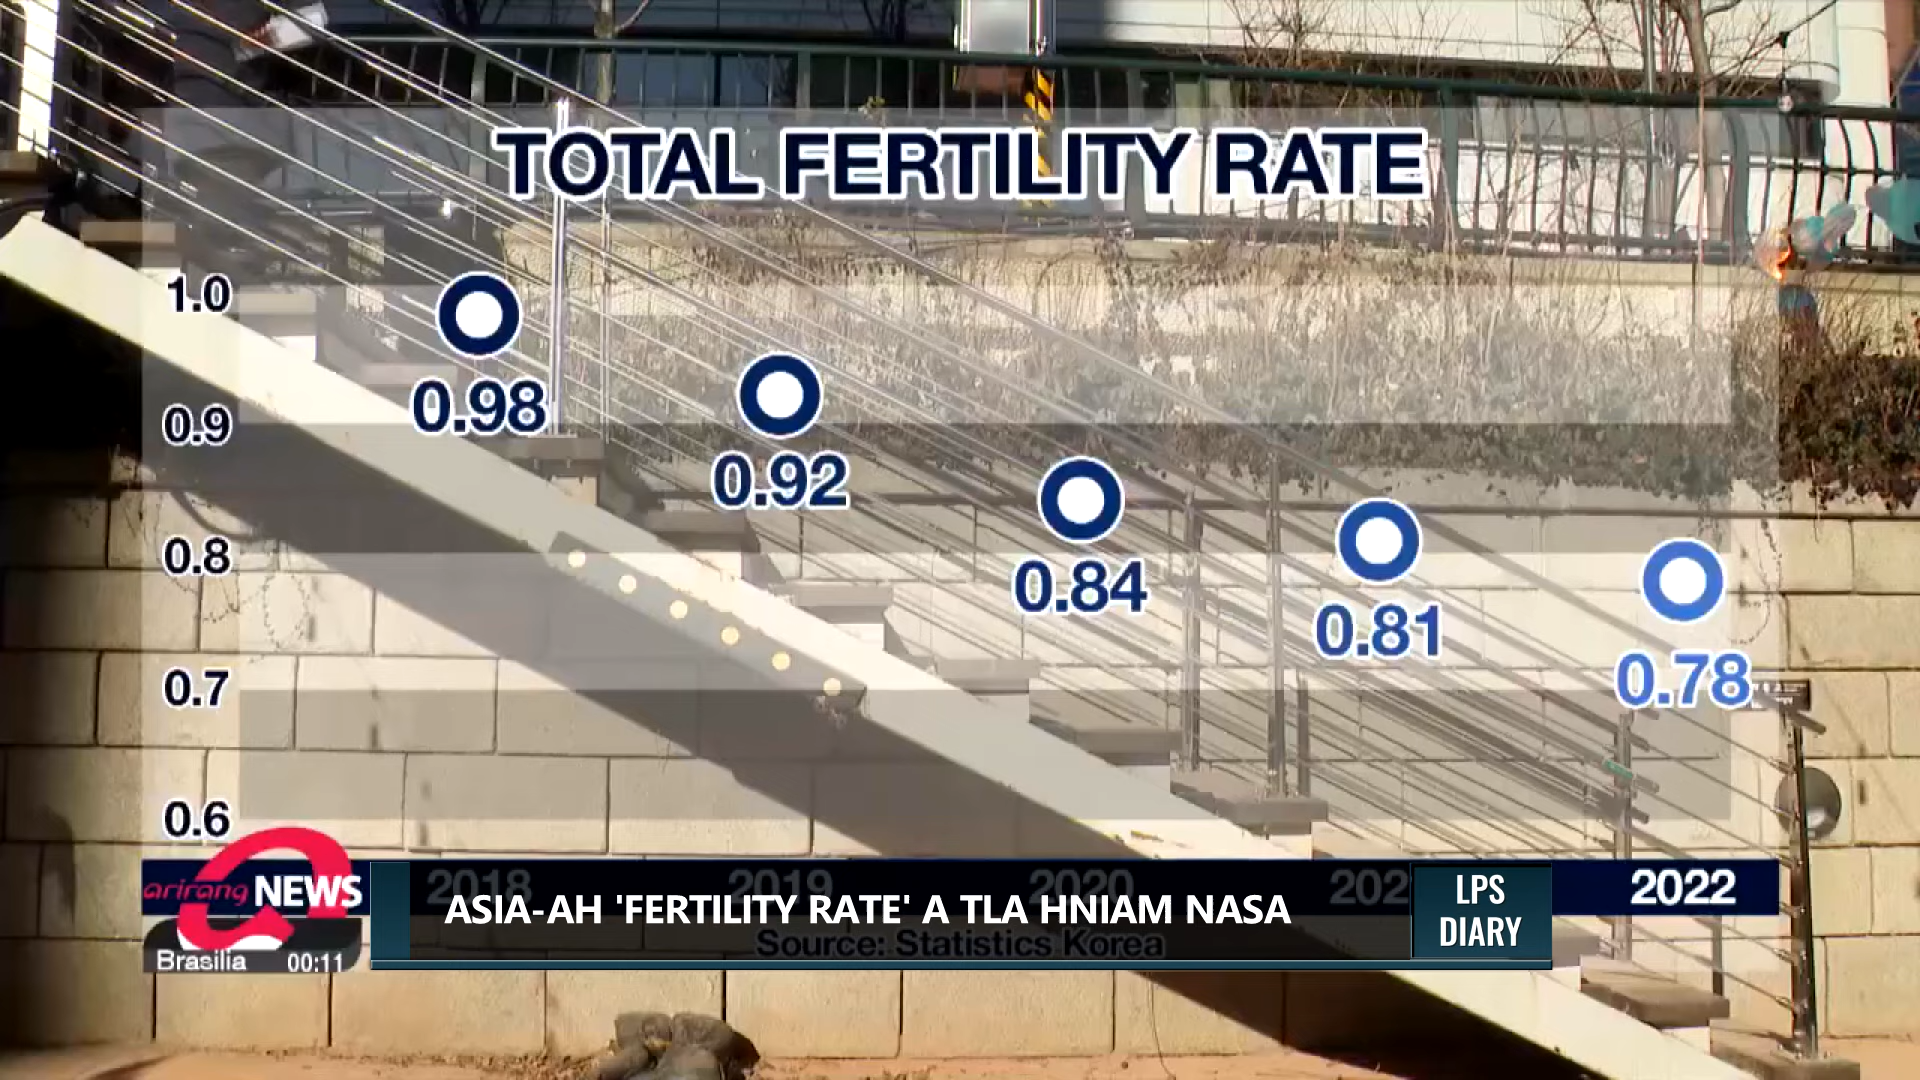 TOTAL FERTILITY RATE
1.0
0.98
0.9
0.92
0.8
0.84
0.81
0.78
0.7
0.6
2018
2019
2020
202
2022
arirang NEWS
ASIA-AH 'FERTILITY RATE' A TLA HNIAM NASA
LPS
DIARY
Source: Statistics Korea
Brasilia 00:11